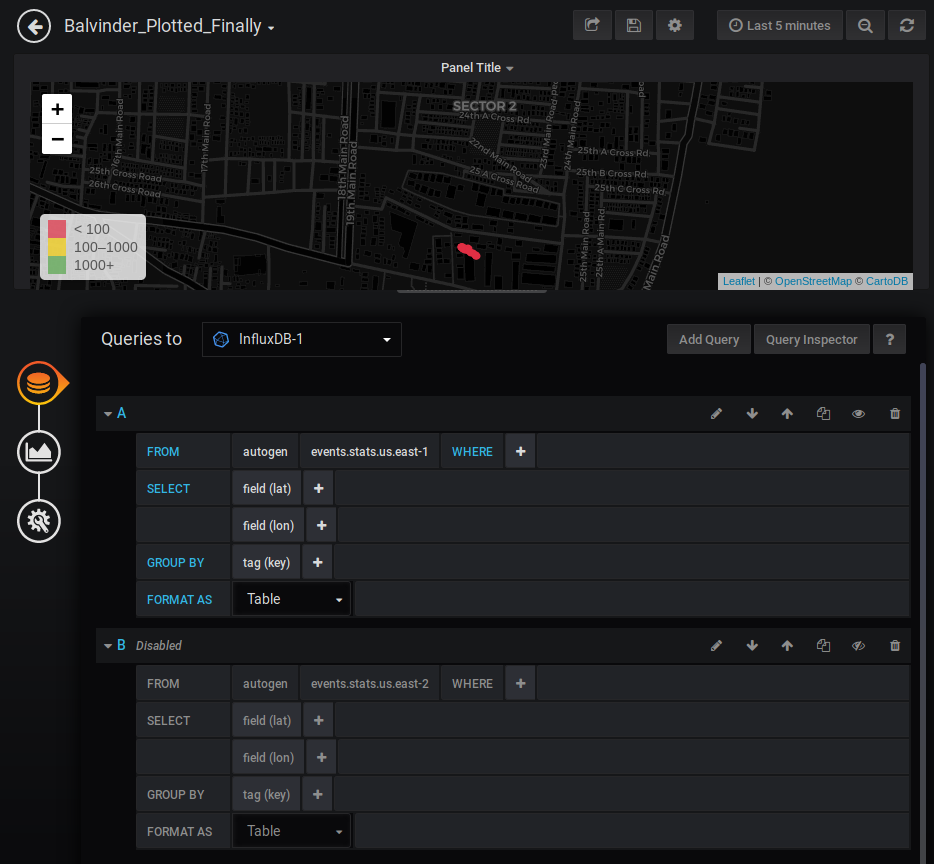 Balvinder_Plotted_Finally
Last 5 minutes
Panel Title
+
−
SECTOR 2
24th A Cross Rd
16th Main Road
17th Main Road
18th Main Road
19th Main Road
22nd Main Road
23rd Main Road
24th Main Road
25th A Cross Rd
25th B Cross Rd
25th C Cross Rd
25th Cross Road
26th Cross Road
25 A Cross Road
25th Main Road
25th A Main Rd
Main Road
< 100
100–1000
1000+
Leaflet | © OpenStreetMap © CartoDB
Queries to InfluxDB-1
Add Query Query Inspector ?
A
FROM autogen events.stats.us.east-1 WHERE +
SELECT field (lat) +
field (lon) +
GROUP BY tag (key) +
FORMAT AS Table
B Disabled
FROM autogen events.stats.us.east-2 WHERE +
SELECT field (lat) +
field (lon) +
GROUP BY tag (key) +
FORMAT AS Table